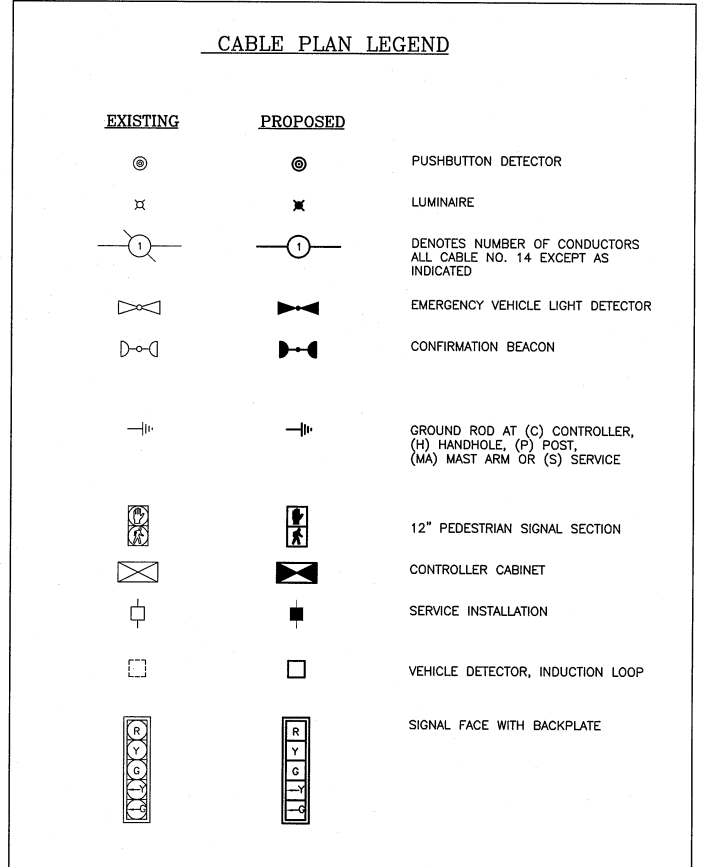 CABLE PLAN LEGEND
EXISTING PROPOSED
PUSHBUTTON DETECTOR
LUMINAIRE
1 1 DENOTES NUMBER OF CONDUCTORS
ALL CABLE NO. 14 EXCEPT AS
INDICATED
EMERGENCY VEHICLE LIGHT DETECTOR
CONFIRMATION BEACON
GROUND ROD AT (C) CONTROLLER,
(H) HANDHOLE, (P) POST,
(MA) MAST ARM OR (S) SERVICE
12" PEDESTRIAN SIGNAL SECTION
CONTROLLER CABINET
SERVICE INSTALLATION
VEHICLE DETECTOR, INDUCTION LOOP
R R SIGNAL FACE WITH BACKPLATE
Y Y
G G
Y Y
G G